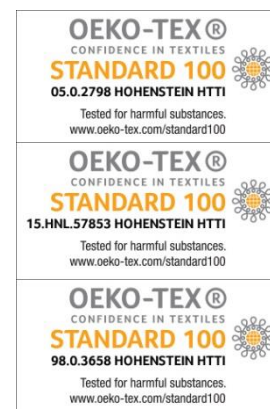 OEKO-TEX®
CONFIDENCE IN TEXTILES
STANDARD 100
05.0.2798 HOHENSTEIN HTTI
Tested for harmful substances.
www.oeko-tex.com/standard100
OEKO-TEX®
CONFIDENCE IN TEXTILES
STANDARD 100
15.HNL.57853 HOHENSTEIN HTTI
Tested for harmful substances.
www.oeko-tex.com/standard100
OEKO-TEX®
CONFIDENCE IN TEXTILES
STANDARD 100
98.0.3658 HOHENSTEIN HTTI
Tested for harmful substances.
www.oeko-tex.com/standard100